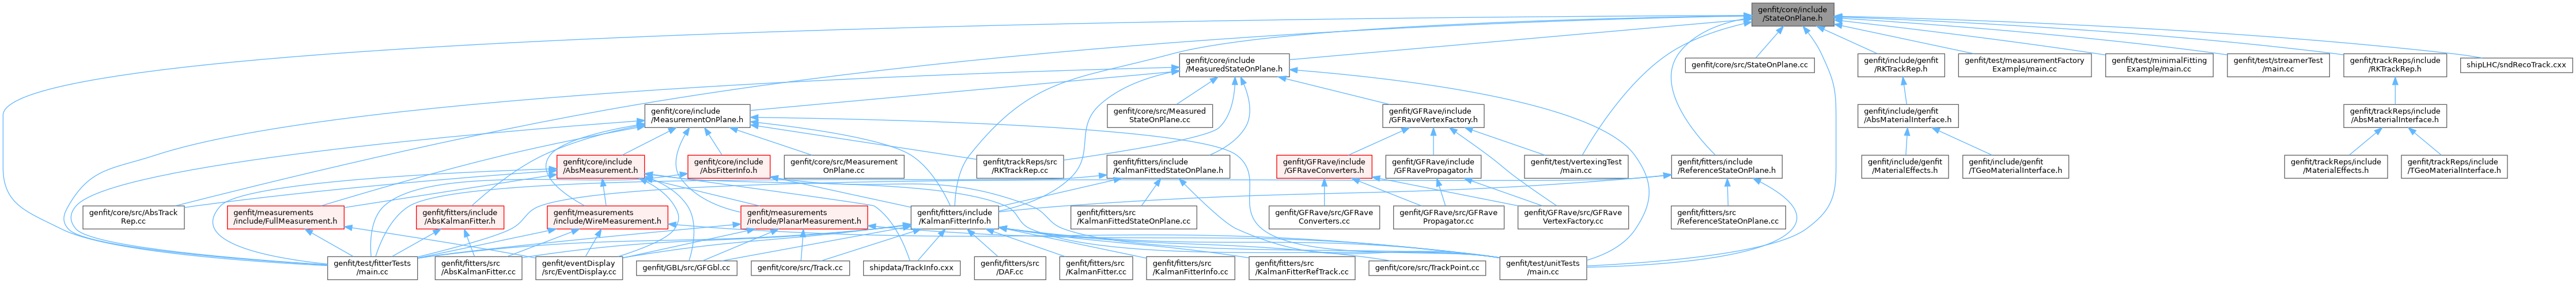 genfit/core/include
/StateOnPlane.h
genfit/core/include
/MeasuredStateOnPlane.h
genfit/core/src/StateOnPlane.cc
genfit/include/genfit
/RKTrackRep.h
genfit/test/measurementFactory
Example/main.cc
genfit/test/minimalFitting
Example/main.cc
genfit/test/streamerTest
/main.cc
genfit/trackReps/include
/RKTrackRep.h
shipLHC/sndRecoTrack.cxx
genfit/core/include
/MeasurementOnPlane.h
genfit/core/src/Measured
StateOnPlane.cc
genfit/GFRave/include
/GFRaveVertexFactory.h
genfit/include/genfit
/AbsMaterialInterface.h
genfit/trackReps/include
/AbsMaterialInterface.h
genfit/core/include
/AbsMeasurement.h
genfit/core/include
/AbsFitterInfo.h
genfit/core/src/Measurement
OnPlane.cc
genfit/trackReps/src
/RKTrackRep.cc
genfit/fitters/include
/KalmanFittedStateOnPlane.h
genfit/GFRave/include
/GFRaveConverters.h
genfit/GFRave/include
/GFRavePropagator.h
genfit/test/vertexingTest
/main.cc
genfit/fitters/include
/ReferenceStateOnPlane.h
genfit/include/genfit
/MaterialEffects.h
genfit/include/genfit
/TGeoMaterialInterface.h
genfit/trackReps/include
/MaterialEffects.h
genfit/trackReps/include
/TGeoMaterialInterface.h
genfit/core/src/AbsTrack
Rep.cc
genfit/measurements
/include/FullMeasurement.h
genfit/fitters/include
/AbsKalmanFitter.h
genfit/measurements
/include/WireMeasurement.h
genfit/measurements
/include/PlanarMeasurement.h
genfit/fitters/include
/KalmanFitterInfo.h
genfit/fitters/src
/KalmanFittedStateOnPlane.cc
genfit/GFRave/src/GFRave
Converters.cc
genfit/GFRave/src/GFRave
Propagator.cc
genfit/GFRave/src/GFRave
VertexFactory.cc
genfit/fitters/src
/ReferenceStateOnPlane.cc
genfit/test/fitterTests
/main.cc
genfit/fitters/src
/AbsKalmanFitter.cc
genfit/eventDisplay
/src/EventDisplay.cc
genfit/GBL/src/GFGbl.cc
genfit/core/src/Track.cc
shipdata/TrackInfo.cxx
genfit/fitters/src
/DAF.cc
genfit/fitters/src
/KalmanFitter.cc
genfit/fitters/src
/KalmanFitterInfo.cc
genfit/fitters/src
/KalmanFitterRefTrack.cc
genfit/core/src/TrackPoint.cc
genfit/test/unitTests
/main.cc